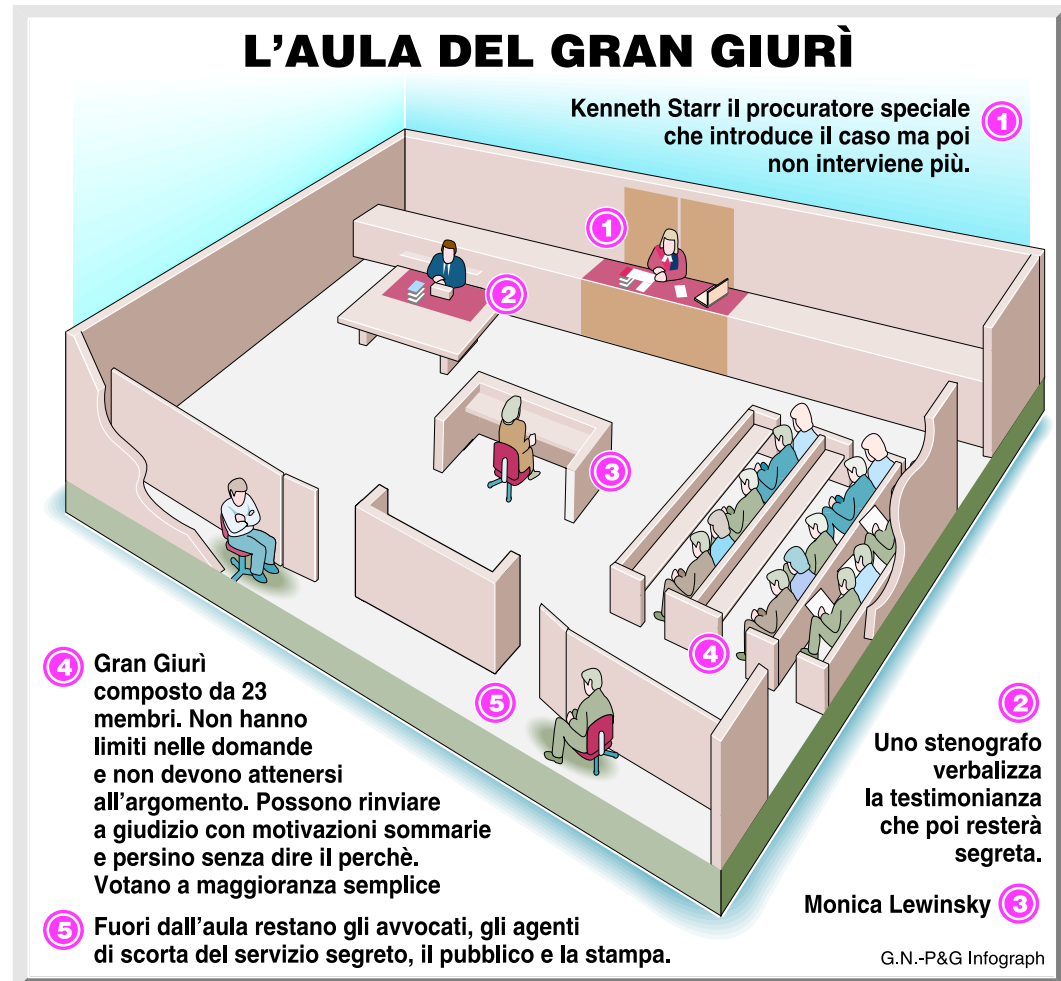 L'AULA DEL GRAN GIURÌ
Kenneth Starr il procuratore speciale
che introduce il caso ma poi
non interviene più.
1
1
2
3
4
5
4
Gran Giurì
composto da 23
membri. Non hanno
limiti nelle domande
e non devono attenersi
all'argomento. Possono rinviare
a giudizio con motivazioni sommarie
e persino senza dire il perchè.
Votano a maggioranza semplice
5
Fuori dall'aula restano gli avvocati, gli agenti
di scorta del servizio segreto, il pubblico e la stampa.
2
Uno stenografo
verbalizza
la testimonianza
che poi resterà
segreta.
Monica Lewinsky 3
G.N.-P&G Infograph